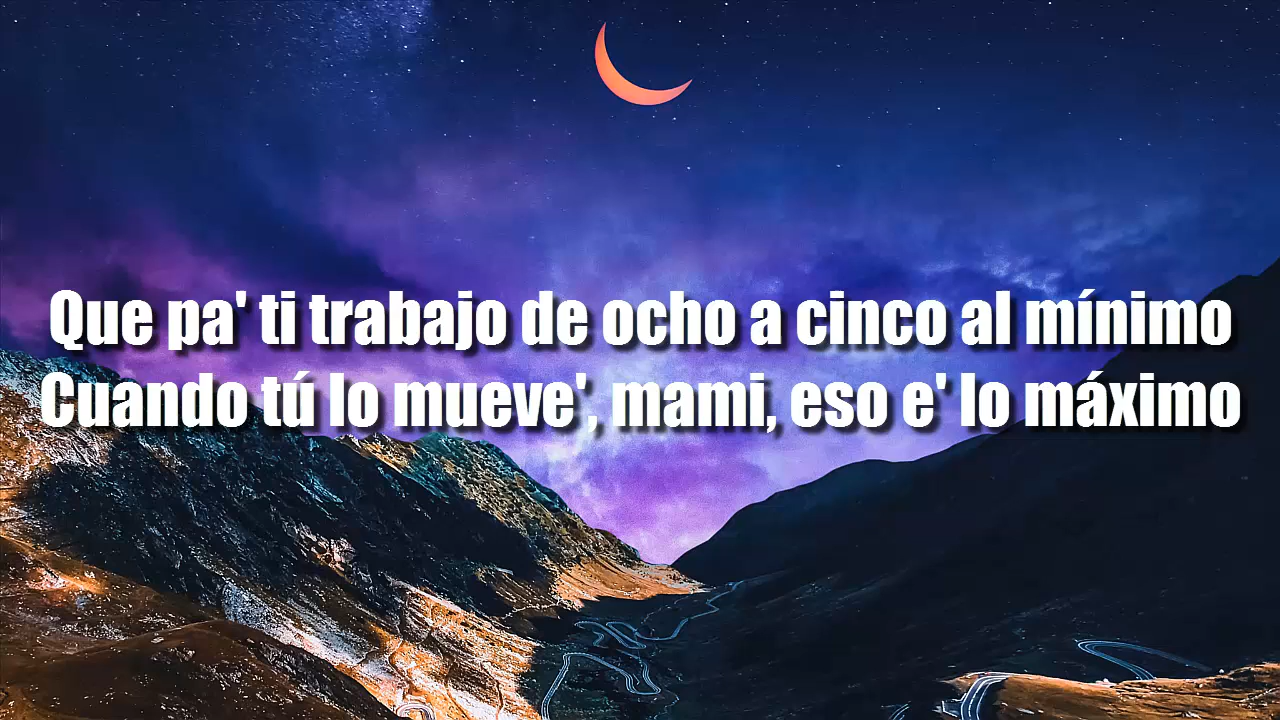 Que pa' ti trabajo de ocho a cinco al mínimo
Cuando tú lo mueve', mami, eso e' lo máximo